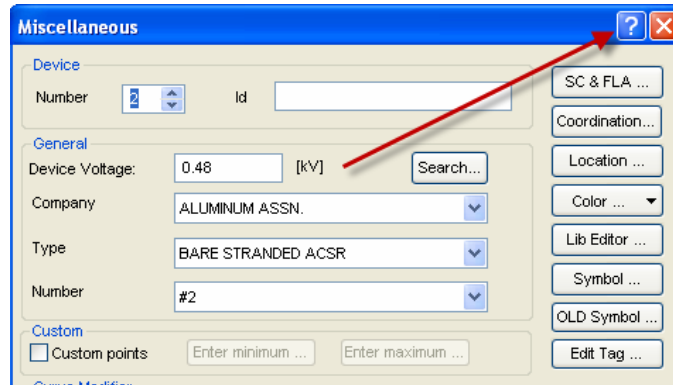 Miscellaneous ?
Device
Number 2 Id
SC & FLA ...
Coordination...
General
Device Voltage: 0.48 [kV] Search...
Location ...
Company ALUMINUM ASSN.
Color ...
Type BARE STRANDED ACSR
Lib Editor ...
Symbol ...
Number #2
OLD Symbol ...
Custom
Custom points Enter minimum ... Enter maximum ...
Edit Tag ...
Curve Modifier